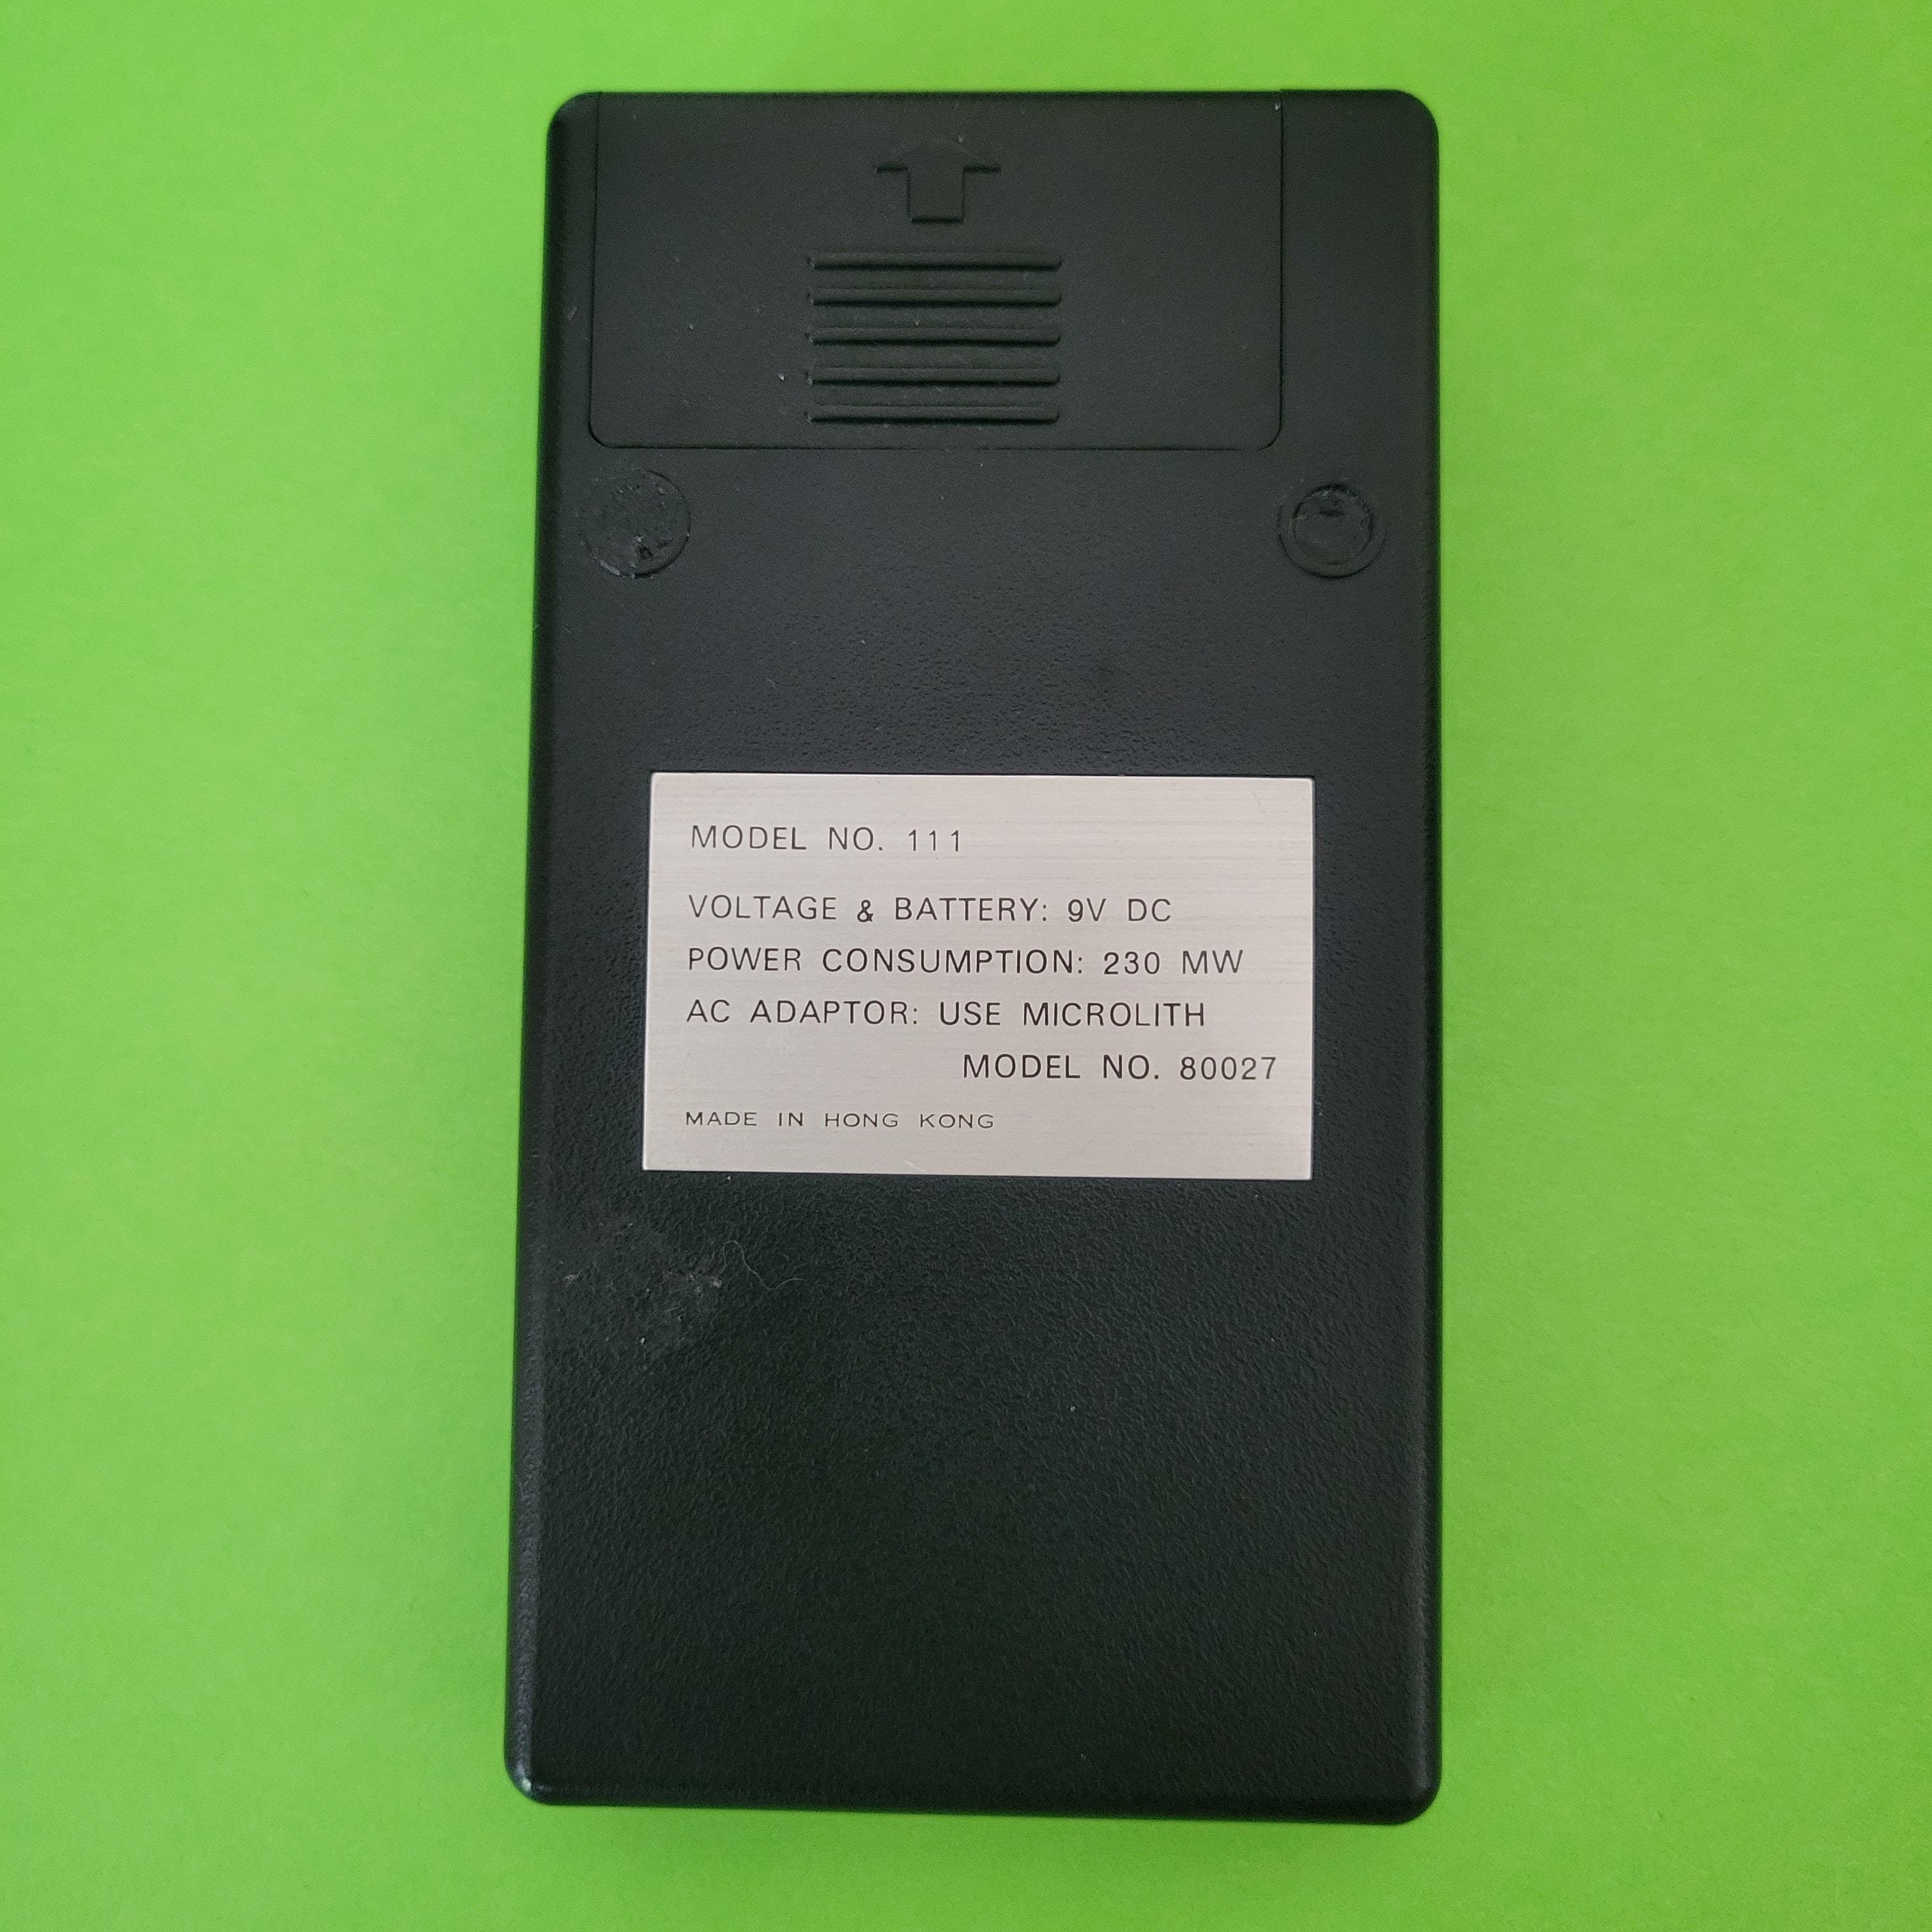 MODEL NO. 111
VOLTAGE & BATTERY: 9V DC
POWER CONSUMPTION: 230 MW
AC ADAPTOR: USE MICROLITH
MODEL NO. 80027
MADE IN HONG KONG